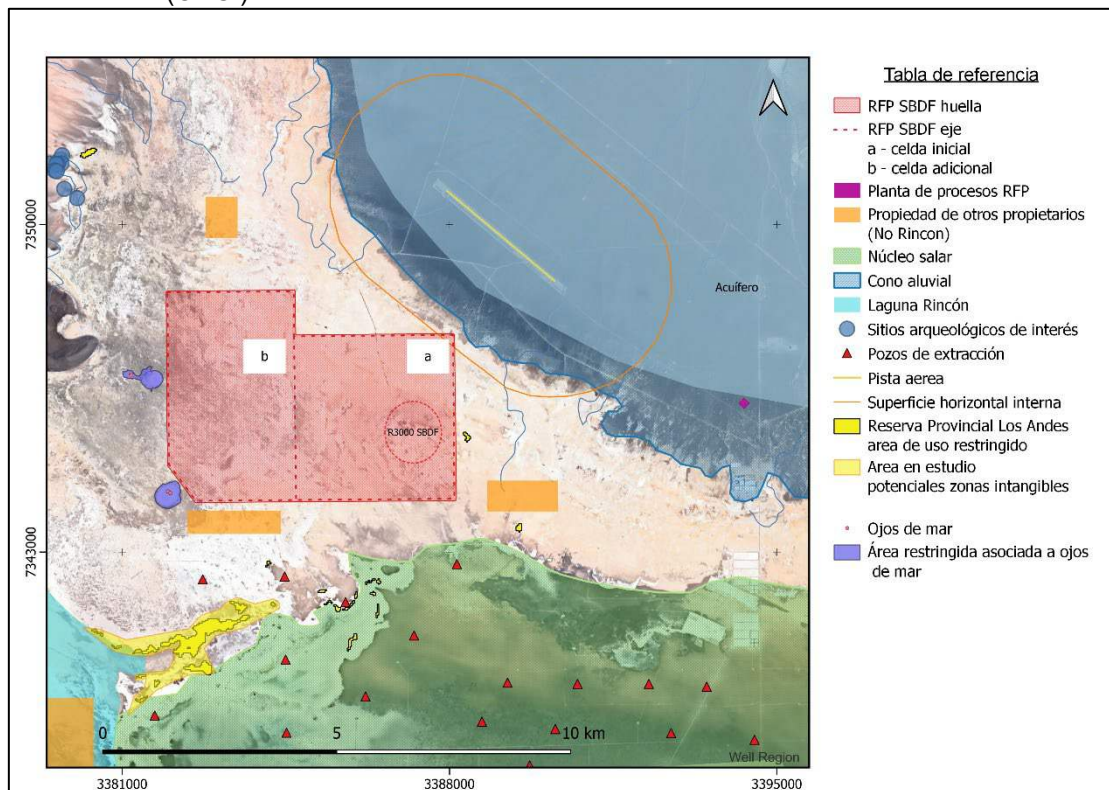 Tabla de referencia
RFP SBDF huella
RFP SBDF eje
a - celda inicial
b - celda adicional
Planta de procesos RFP
Propiedad de otros propietarios
(No Rincon)
Núcleo salar
Cono aluvial
Laguna Rincón
Sitios arqueológicos de interés
Pozos de extracción
Pista aerea
Superficie horizontal interna
Reserva Provincial Los Andes
area de uso restringido
Area en estudio
potenciales zonas intangibles
Ojos de mar
Área restringida asociada a ojos
de mar
7350000
7343000
Acuífero
b
a
R3000 SBDF
0
5
10 km
Well Region
3381000
3388000
3395000